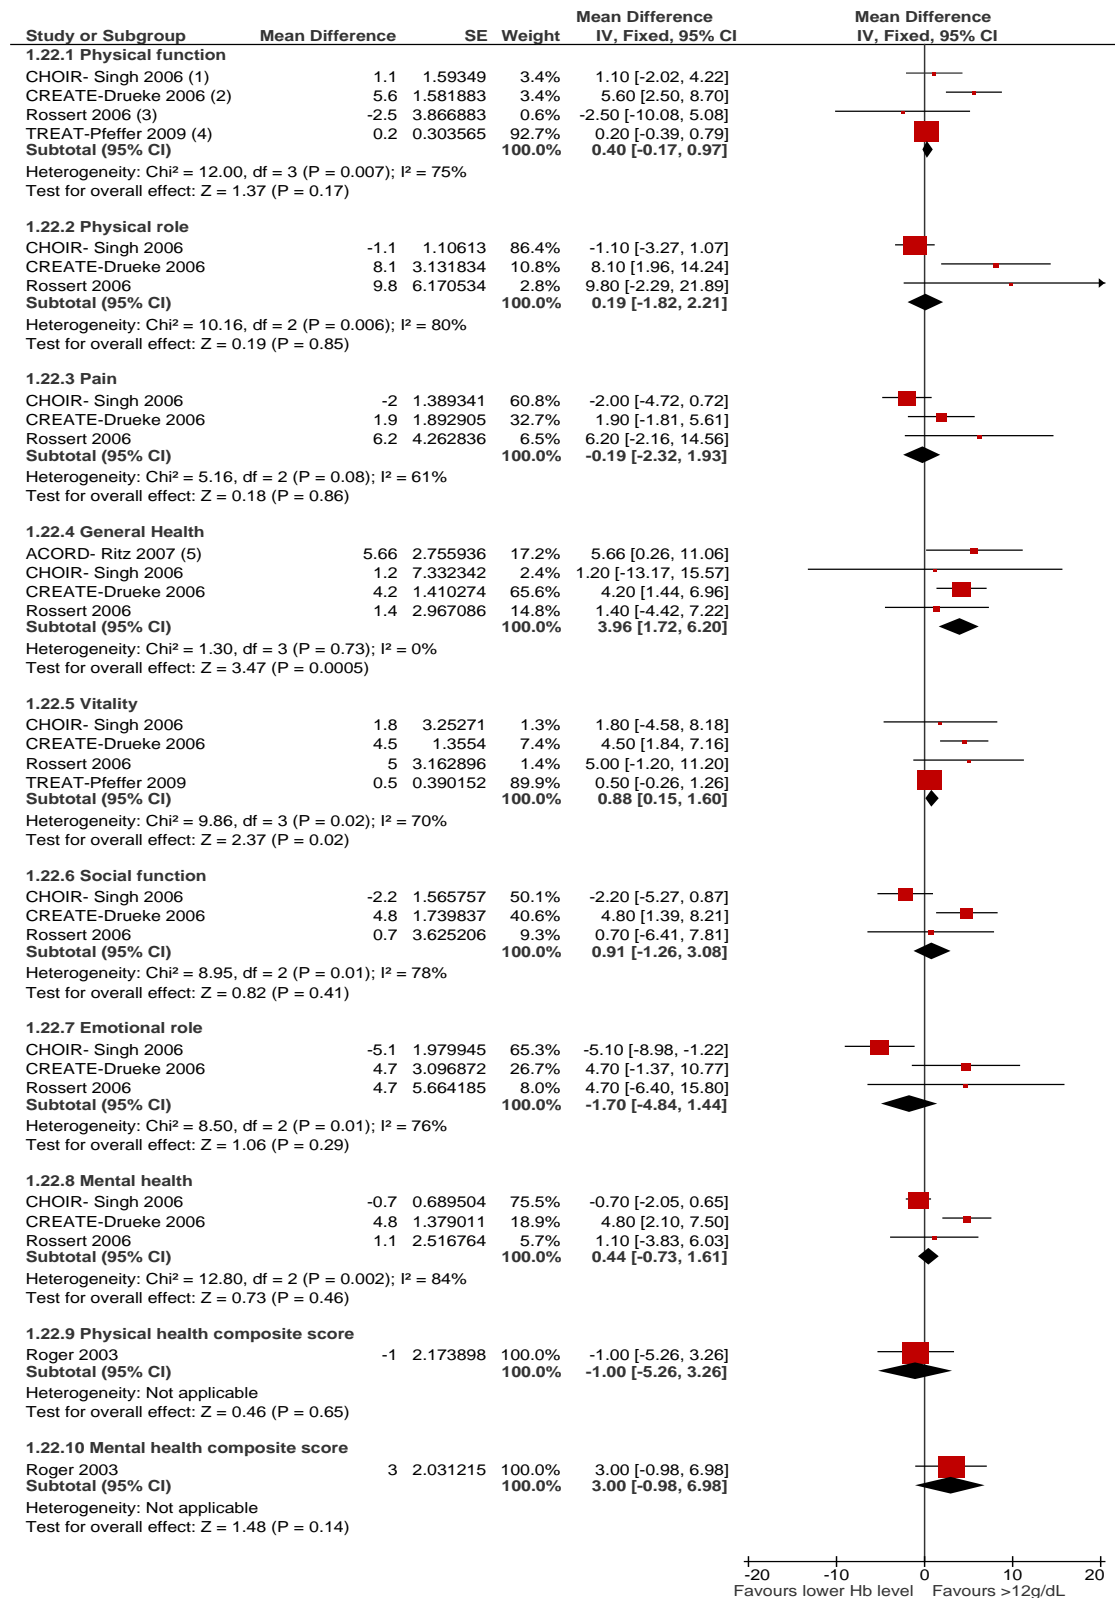 Mean Difference Mean Difference
Study or Subgroup Mean Difference SE Weight IV, Fixed, 95% CI IV, Fixed, 95% CI
1.22.1 Physical function
CHOIR- Singh 2006 (1) 1.1 1.59349 3.4% 1.10 [-2.02, 4.22]
CREATE-Drueke 2006 (2) 5.6 1.581883 3.4% 5.60 [2.50, 8.70]
Rossert 2006 (3) -2.5 3.866883 0.6% -2.50 [-10.08, 5.08]
TREAT-Pfeffer 2009 (4) 0.2 0.303565 92.7% 0.20 [-0.39, 0.79]
Subtotal (95% CI) 100.0% 0.40 [-0.17, 0.97]
Heterogeneity: Chi² = 12.00, df = 3 (P = 0.007); I² = 75%
Test for overall effect: Z = 1.37 (P = 0.17)
1.22.2 Physical role
CHOIR- Singh 2006 -1.1 1.10613 86.4% -1.10 [-3.27, 1.07]
CREATE-Drueke 2006 8.1 3.131834 10.8% 8.10 [1.96, 14.24]
Rossert 2006 9.8 6.170534 2.8% 9.80 [-2.29, 21.89]
Subtotal (95% CI) 100.0% 0.19 [-1.82, 2.21]
Heterogeneity: Chi² = 10.16, df = 2 (P = 0.006); I² = 80%
Test for overall effect: Z = 0.19 (P = 0.85)
1.22.3 Pain
CHOIR- Singh 2006 -2 1.389341 60.8% -2.00 [-4.72, 0.72]
CREATE-Drueke 2006 1.9 1.892905 32.7% 1.90 [-1.81, 5.61]
Rossert 2006 6.2 4.262836 6.5% 6.20 [-2.16, 14.56]
Subtotal (95% CI) 100.0% -0.19 [-2.32, 1.93]
Heterogeneity: Chi² = 5.16, df = 2 (P = 0.08); I² = 61%
Test for overall effect: Z = 0.18 (P = 0.86)
1.22.4 General Health
ACORD- Ritz 2007 (5) 5.66 2.755936 17.2% 5.66 [0.26, 11.06]
CHOIR- Singh 2006 1.2 7.332342 2.4% 1.20 [-13.17, 15.57]
CREATE-Drueke 2006 4.2 1.410274 65.6% 4.20 [1.44, 6.96]
Rossert 2006 1.4 2.967086 14.8% 1.40 [-4.42, 7.22]
Subtotal (95% CI) 100.0% 3.96 [1.72, 6.20]
Heterogeneity: Chi² = 1.30, df = 3 (P = 0.73); I² = 0%
Test for overall effect: Z = 3.47 (P = 0.0005)
1.22.5 Vitality
CHOIR- Singh 2006 1.8 3.25271 1.3% 1.80 [-4.58, 8.18]
CREATE-Drueke 2006 4.5 1.3554 7.4% 4.50 [1.84, 7.16]
Rossert 2006 5 3.162896 1.4% 5.00 [-1.20, 11.20]
TREAT-Pfeffer 2009 0.5 0.390152 89.9% 0.50 [-0.26, 1.26]
Subtotal (95% CI) 100.0% 0.88 [0.15, 1.60]
Heterogeneity: Chi² = 9.86, df = 3 (P = 0.02); I² = 70%
Test for overall effect: Z = 2.37 (P = 0.02)
1.22.6 Social function
CHOIR- Singh 2006 -2.2 1.565757 50.1% -2.20 [-5.27, 0.87]
CREATE-Drueke 2006 4.8 1.739837 40.6% 4.80 [1.39, 8.21]
Rossert 2006 0.7 3.625206 9.3% 0.70 [-6.41, 7.81]
Subtotal (95% CI) 100.0% 0.91 [-1.26, 3.08]
Heterogeneity: Chi² = 8.95, df = 2 (P = 0.01); I² = 78%
Test for overall effect: Z = 0.82 (P = 0.41)
1.22.7 Emotional role
CHOIR- Singh 2006 -5.1 1.979945 65.3% -5.10 [-8.98, -1.22]
CREATE-Drueke 2006 4.7 3.096872 26.7% 4.70 [-1.37, 10.77]
Rossert 2006 4.7 5.664185 8.0% 4.70 [-6.40, 15.80]
Subtotal (95% CI) 100.0% -1.70 [-4.84, 1.44]
Heterogeneity: Chi² = 8.50, df = 2 (P = 0.01); I² = 76%
Test for overall effect: Z = 1.06 (P = 0.29)
1.22.8 Mental health
CHOIR- Singh 2006 -0.7 0.689504 75.5% -0.70 [-2.05, 0.65]
CREATE-Drueke 2006 4.8 1.379011 18.9% 4.80 [2.10, 7.50]
Rossert 2006 1.1 2.516764 5.7% 1.10 [-3.83, 6.03]
Subtotal (95% CI) 100.0% 0.44 [-0.73, 1.61]
Heterogeneity: Chi² = 12.80, df = 2 (P = 0.002); I² = 84%
Test for overall effect: Z = 0.73 (P = 0.46)
1.22.9 Physical health composite score
Roger 2003 -1 2.173898 100.0% -1.00 [-5.26, 3.26]
Subtotal (95% CI) 100.0% -1.00 [-5.26, 3.26]
Heterogeneity: Not applicable
Test for overall effect: Z = 0.46 (P = 0.65)
1.22.10 Mental health composite score
Roger 2003 3 2.031215 100.0% 3.00 [-0.98, 6.98]
Subtotal (95% CI) 100.0% 3.00 [-0.98, 6.98]
Heterogeneity: Not applicable
Test for overall effect: Z = 1.48 (P = 0.14)
-20 -10 0 10 20
Favours lower Hb level Favours >12g/dL